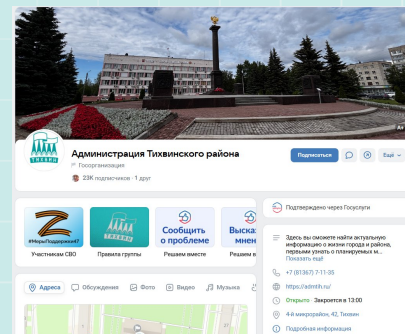 ТИХВИН
Администрация Тихвинского района
Госорганизация
23K подписчиков · 1 друг
Подписаться
Ещё
#МерыПоддержки47
Сообщить о проблеме
Выска
мнен
Участникам СВО
Правила группы
Решаем вместе
Решаем в
Адреса
Обсуждения
Фото
Видео
Музыка
Подтверждено через Госуслуги
Здесь вы сможете найти актуальную
информацию о жизни города и района,
первыми узнать о планируемых м...
Показать ещё
+7 (81367) 7-11-35
https://admtih.ru/
Открыто · Закроется в 13:00
4-й микрорайон, 42, Тихвин
Подробная информация